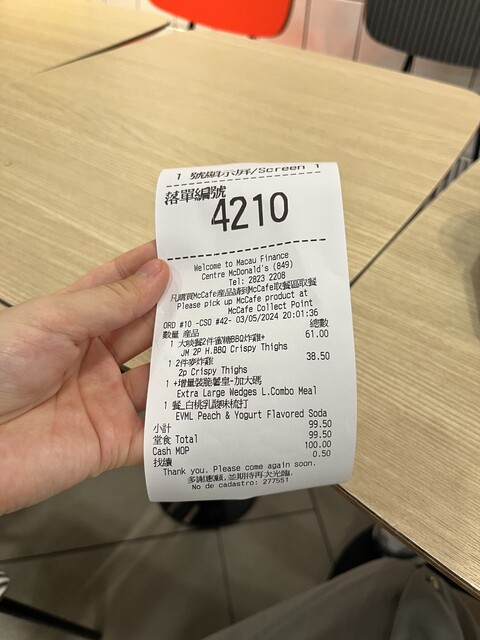 1 號顯示屏/Screen 1
落單編號
4210
Welcome to Macau Finance
Centre McDonald's (849)
Tel: 2823 2208
凡購買McCafe產品請到McCafe取餐區取餐
Please pick up McCafe product at
McCafe Collect Point
ORD #10 -CSO #42- 03/05/2024 20:01:36
數量 產品 總數
1 大啖餐2件蜜糖BBQ炸雞+ 61.00
JM 2P H.BBQ Crispy Thighs
1 2件麥炸雞 38.50
2p Crispy Thighs
1 +增量裝脆薯皇-加大碼
Extra Large Wedges L.Combo Meal
1 餐_白桃乳酸味梳打
EVML Peach & Yogurt Flavored Soda
小計 99.50
堂食 Total 99.50
Cash MOP 100.00
找續 0.50
Thank you. Please come again soon.
多謝惠顧,並期待再次光臨.
No de cadastro: 277551